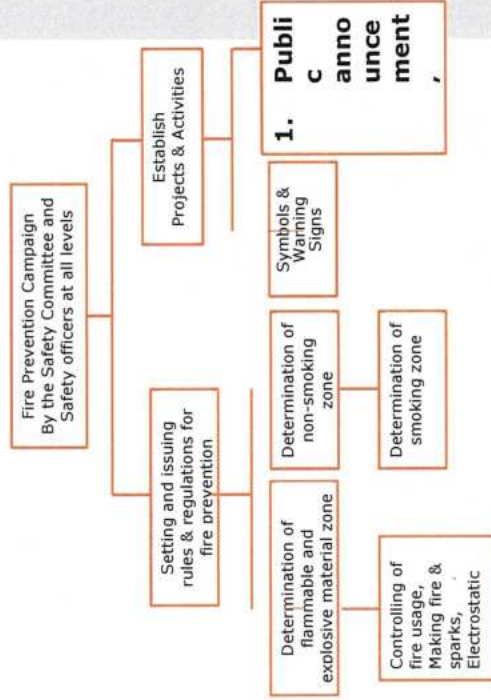 Fire Prevention Campaign
By the Safety Committee and
Safety officers at all levels
Setting and issuing
rules & regulations for
fire prevention
Establish
Projects & Activities
Determination of
flammable and
explosive material zone
Determination of
non-smoking
zone
Symbols &
Warning
Signs
1. Publi
c
anno
unce
ment
,
Controlling of
fire usage,
Making fire &
sparks,
Electrostatic
Determination of
smoking zone